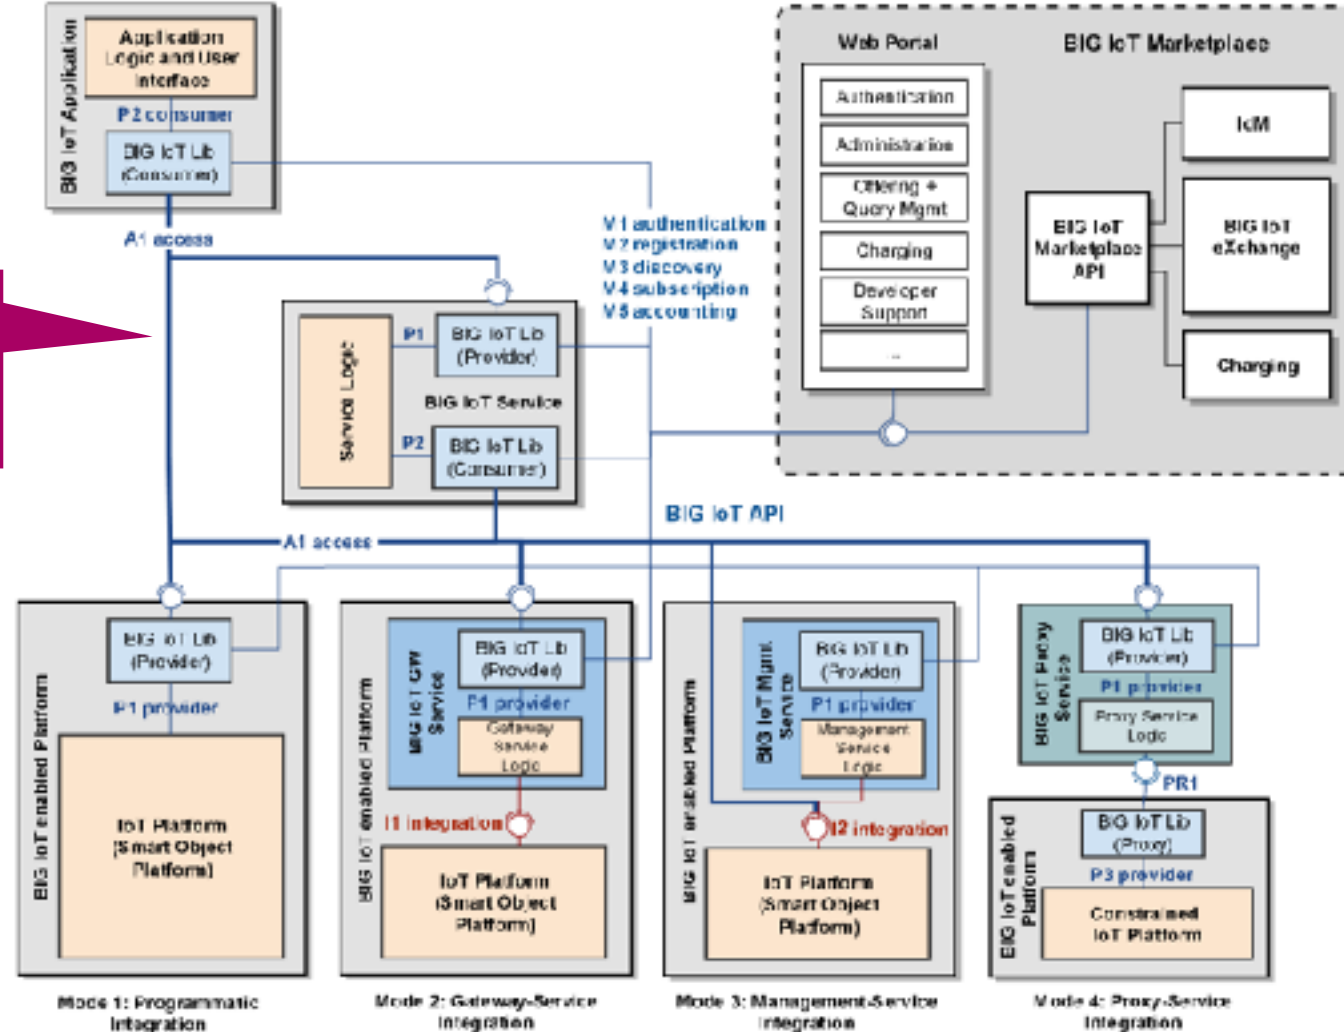 BIG IoT Application
Application
Logic and User
Interface
P2 consumer
BIG IoT Lib
(Consumer)
A1 access
M1 authentication
M2 registration
M3 discovery
M4 subscription
M5 accounting
Web Portal
Authentication
Administration
Offering +
Query Mgmt
Charging
Developer
Support
...
BIG IoT Marketplace
BIG IoT
Marketplace
API
IdM
BIG IoT
eXchange
Charging
Service Logic
P1
BIG IoT Lib
(Provider)
BIG IoT Service
P2
BIG IoT Lib
(Consumer)
BIG IoT API
A1 access
BIG IoT enabled Platform
BIG IoT Lib
(Provider)
P1 provider
IoT Platform
(Smart Object
Platform)
Mode 1: Programmatic
Integration
BIG IoT enabled Platform
BIG IoT GW
Service
BIG IoT Lib
(Provider)
P1 provider
Gateway
Service
Logic
I1 integration
IoT Platform
(Smart Object
Platform)
Mode 2: Gateway-Service
Integration
BIG IoT enabled Platform
BIG IoT Mgmt
Service
BIG IoT Lib
(Provider)
P1 provider
Management
Service
Logic
I2 integration
IoT Platform
(Smart Object
Platform)
Mode 3: Management-Service
Integration
BIG IoT Proxy
Service
BIG IoT Lib
(Provider)
P1 provider
Proxy Service
Logic
PR1
BIG IoT enabled
Platform
BIG IoT Lib
(Proxy)
P3 provider
Constrained
IoT Platform
Mode 4: Proxy-Service
Integration